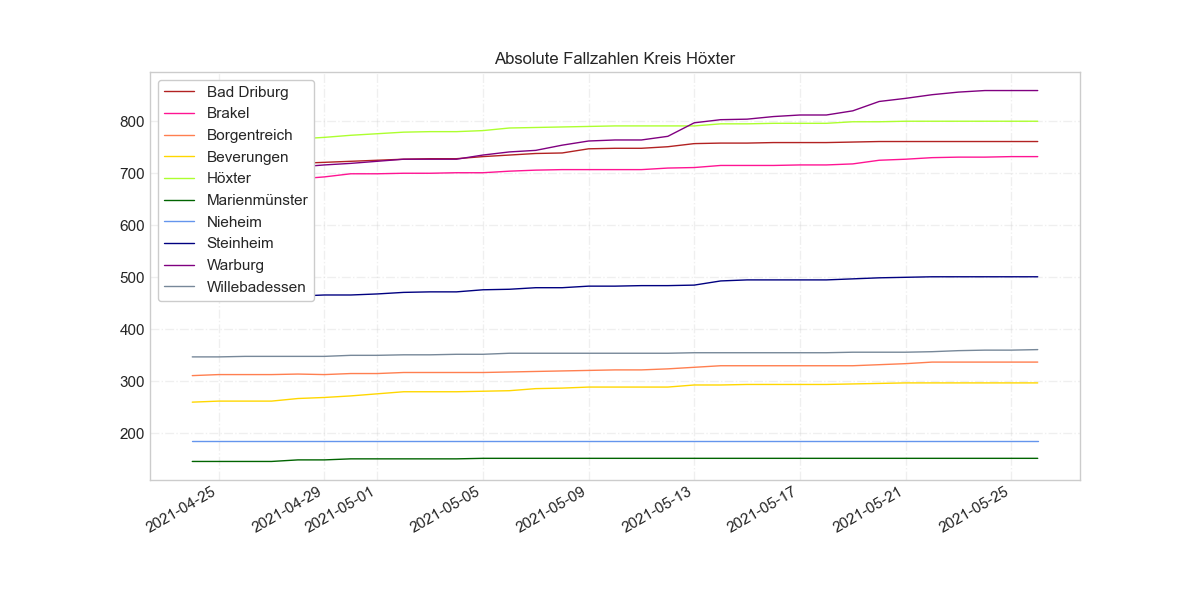 Absolute Fallzahlen Kreis Höxter
Bad Driburg
Brakel
Borgentreich
Beverungen
Höxter
Marienmünster
Nieheim
Steinheim
Warburg
Willebadessen
800
700
600
500
400
300
200
2021-04-25
2021-04-29
2021-05-01
2021-05-05
2021-05-09
2021-05-13
2021-05-17
2021-05-21
2021-05-25